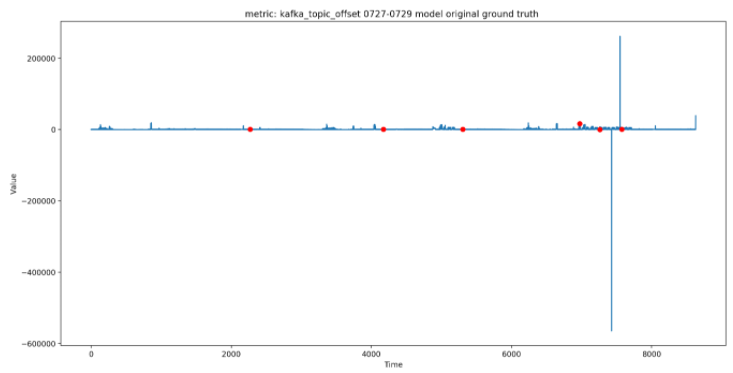 metric: kafka_topic_offset 0727-0729 model original ground truth
200000
0
−200000
−400000
−600000
Value
0 2000 4000 6000 8000
Time